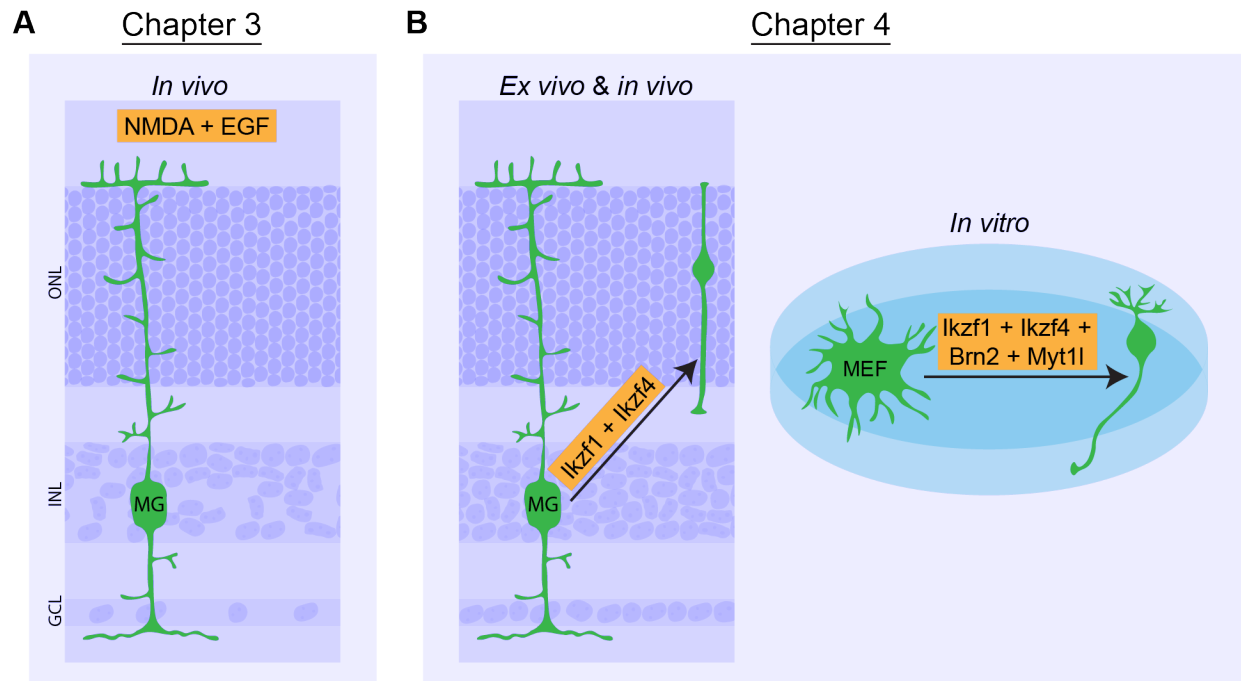 A
Chapter 3
In vivo
NMDA + EGF
ONL
INL
MG
GCL
B
Chapter 4
Ex vivo & in vivo
Ikzf1 + Ikzf4
MG
In vitro
MEF
Ikzf1 + Ikzf4 +
Brn2 + Myt1l